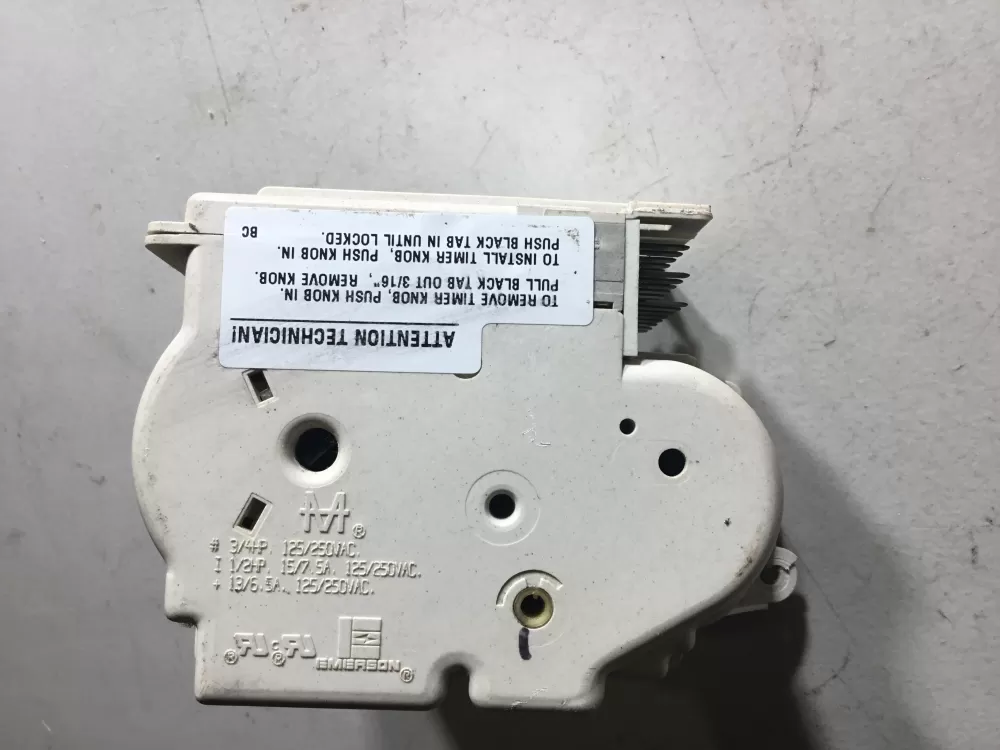 ATTENTION TECHNICIAN!
TO REMOVE TIMER KNOB, PUSH KNOB IN.
PULL BLACK TAB OUT 3/16", REMOVE KNOB.
TO INSTALL TIMER KNOB, PUSH KNOB IN.
PUSH BLACK TAB IN UNTIL LOCKED.
BC
M®
# 3/4HP. 125/250VAC.
I 1/2HP. 15/7.5A. 125/250VAC.
+ 13/6.5A. 125/250VAC.
EMERSON